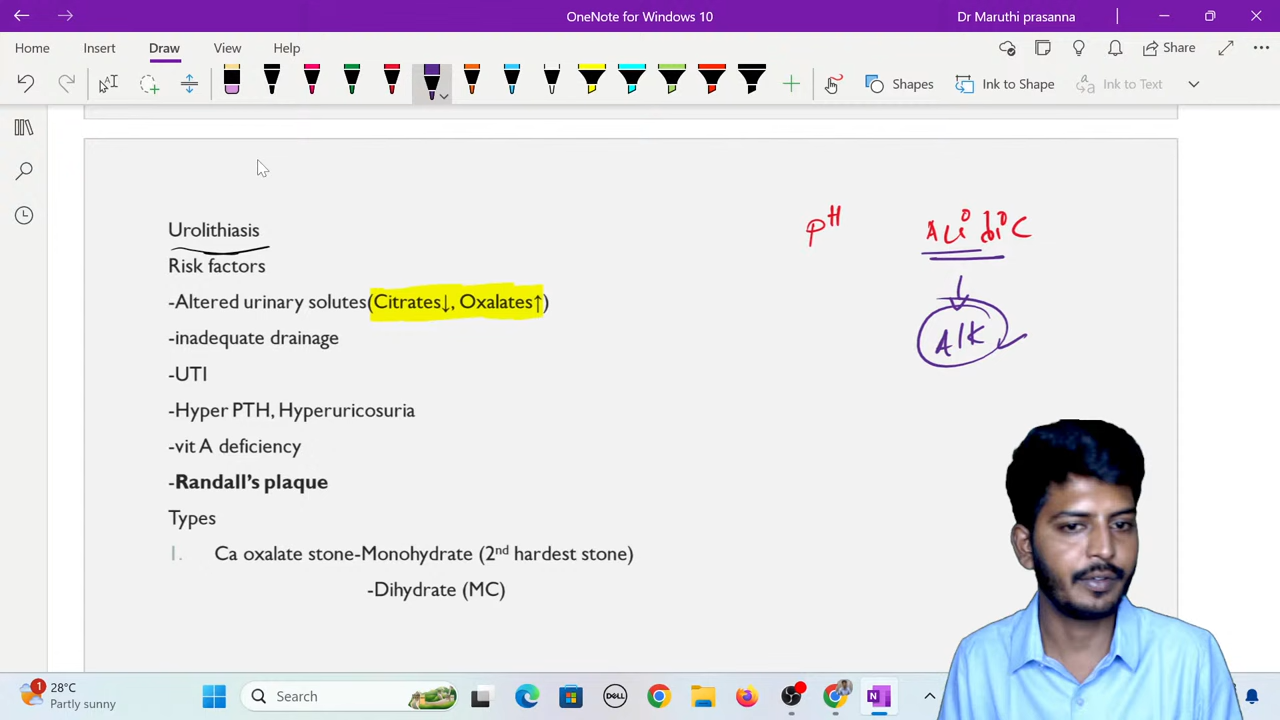 OneNote for Windows 10
Dr Maruthi prasanna
Home Insert Draw View Help
Share
Shapes Ink to Shape Ink to Text
Urolithiasis
Risk factors
-Altered urinary solutes(Citrates↓, Oxalates↑)
-inadequate drainage
-UTI
-Hyper PTH, Hyperuricosuria
-vit A deficiency
-Randall’s plaque
Types
1. Ca oxalate stone-Monohydrate (2nd hardest stone)
-Dihydrate (MC)
pH
Acidic
Alk
1
28°C
Partly sunny
Search
DELL